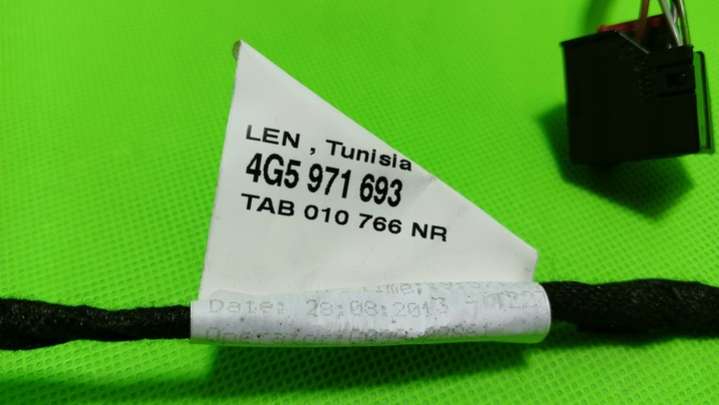 LEN , Tunisia
4G5 971 693
TAB 010 766 NR
Date: 28:08:2013